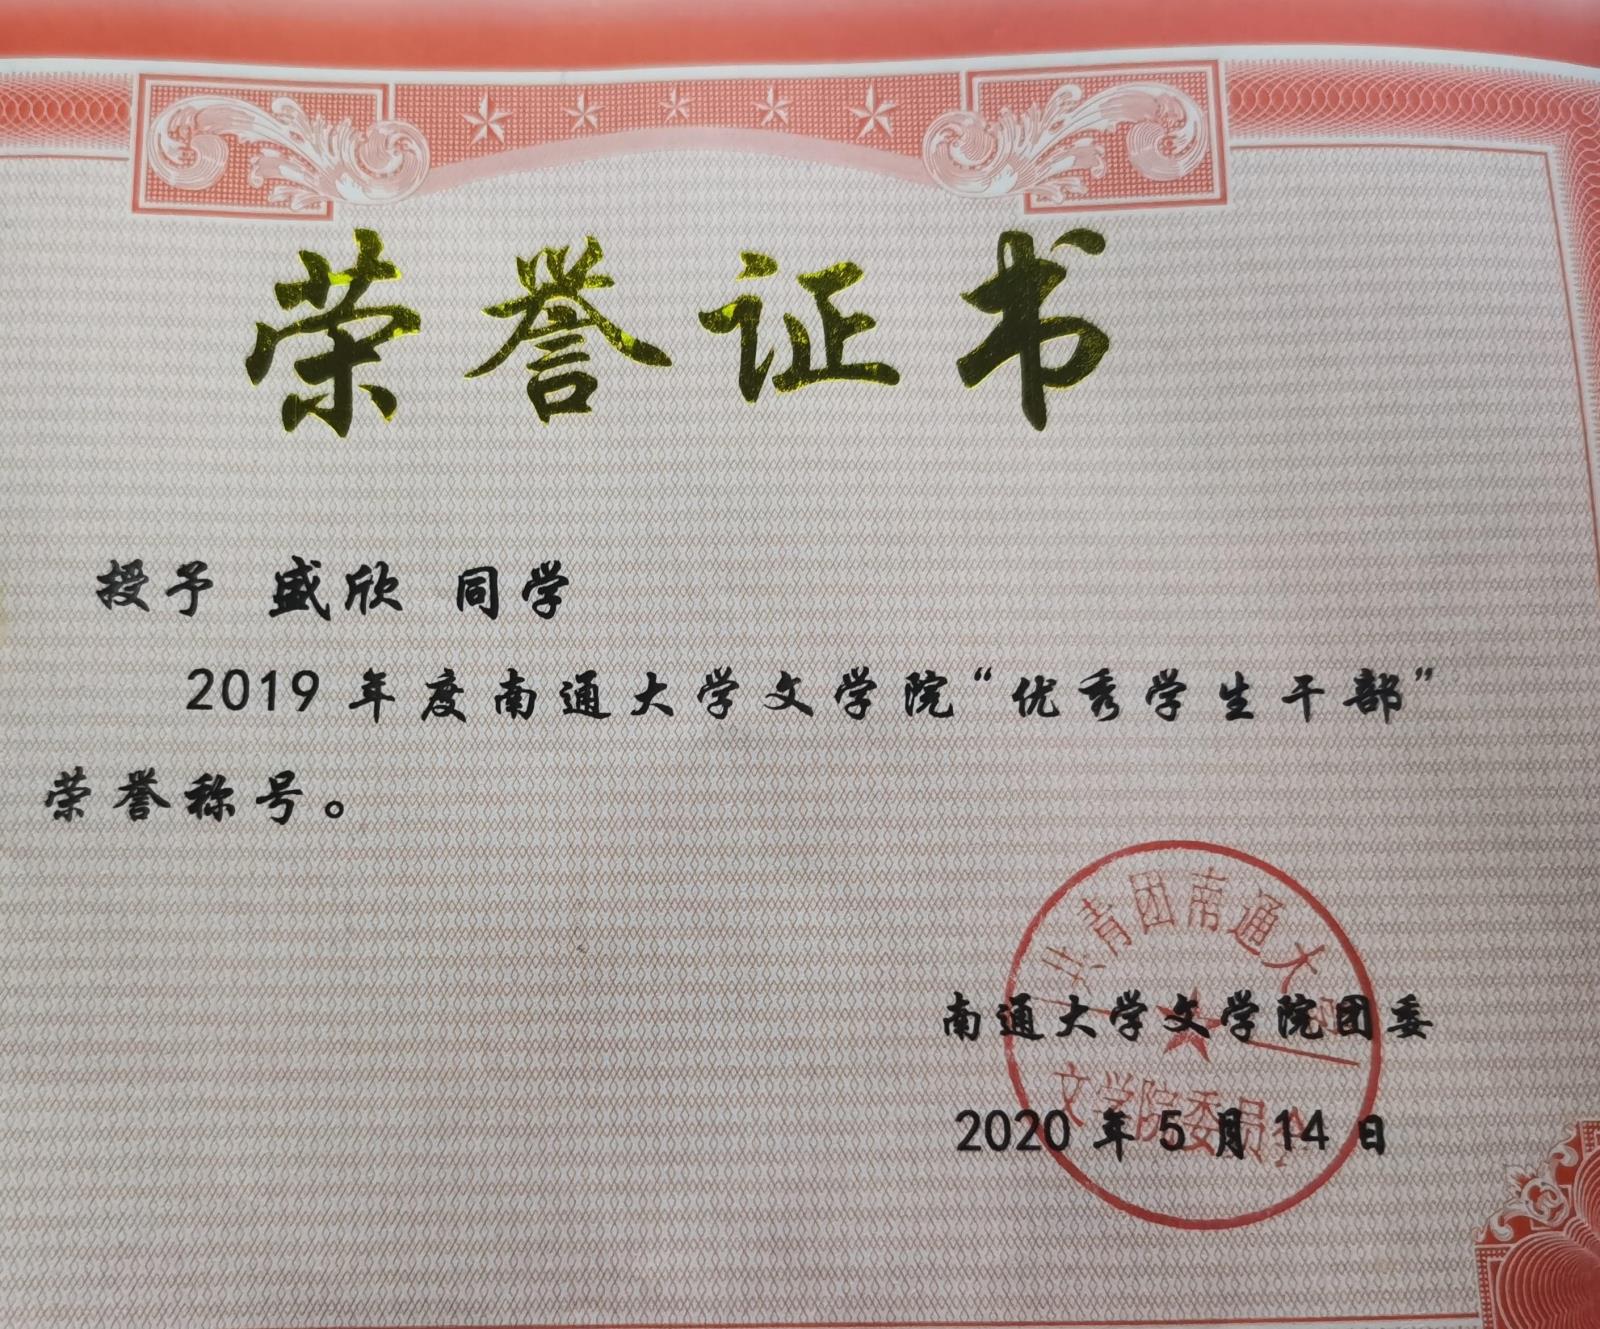 荣誉证书
授予 盛欣 同学
2019 年度南通大学文学院“优秀学生干部”
荣誉称号。
共青团南通大
南通大学文学院团委
文学院委员会
2020 年 5 月 14 日